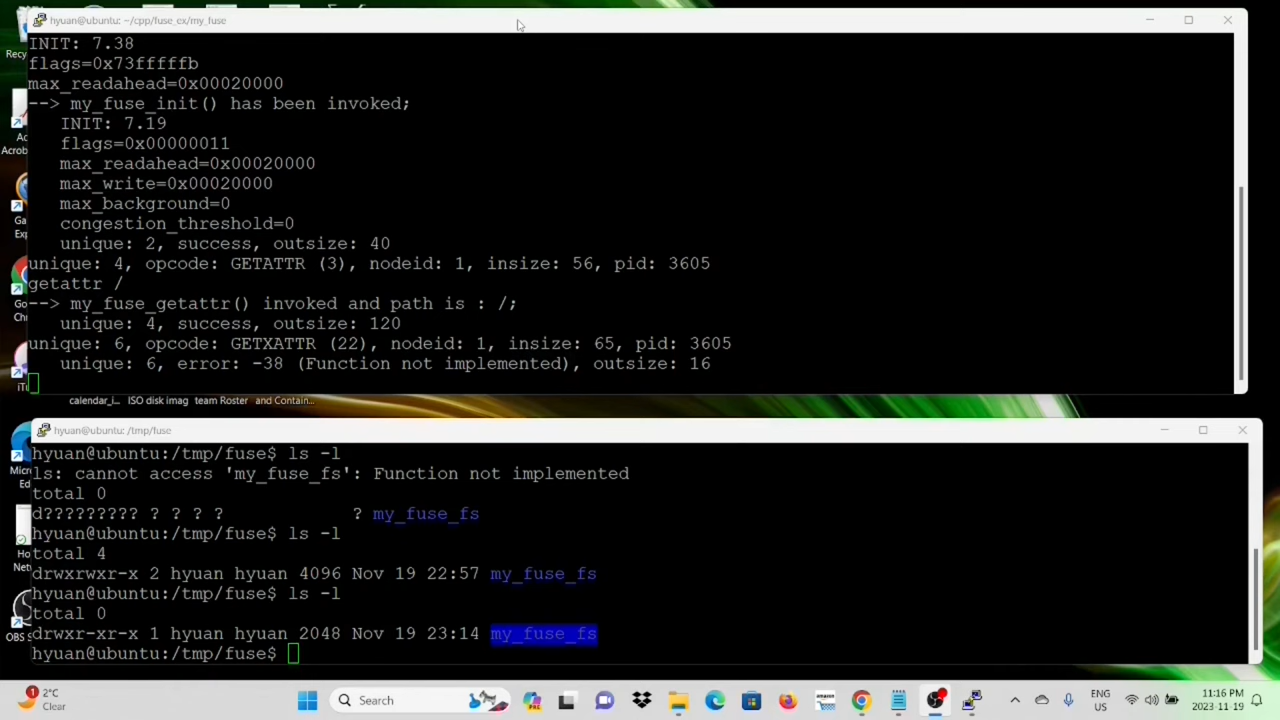 hyuan@ubuntu: ~/cpp/fuse_ex/my_fuse
INIT: 7.38
flags=0x73fffffb
max_readahead=0x00020000
--> my_fuse_init() has been invoked;
INIT: 7.19
flags=0x00000011
max_readahead=0x00020000
max_write=0x00020000
max_background=0
congestion_threshold=0
unique: 2, success, outsize: 40
unique: 4, opcode: GETATTR (3), nodeid: 1, insize: 56, pid: 3605
getattr /
--> my_fuse_getattr() invoked and path is : /;
unique: 4, success, outsize: 120
unique: 6, opcode: GETXATTR (22), nodeid: 1, insize: 65, pid: 3605
unique: 6, error: -38 (Function not implemented), outsize: 16
Recy
Ac
Acrob
Ga
Exp
Go
Chr
iTu
calendar_i... ISO disk imag team Roster and Contain...
hyuan@ubuntu: /tmp/fuse
hyuan@ubuntu:/tmp/fuse$ ls -l
ls: cannot access 'my_fuse_fs': Function not implemented
total 0
d????????? ? ? ? ? ? my_fuse_fs
hyuan@ubuntu:/tmp/fuse$ ls -l
total 4
drwxrwxr-x 2 hyuan hyuan 4096 Nov 19 22:57 my_fuse_fs
hyuan@ubuntu:/tmp/fuse$ ls -l
total 0
drwxr-xr-x 1 hyuan hyuan 2048 Nov 19 23:14 my_fuse_fs
hyuan@ubuntu:/tmp/fuse$
Micr
Ed
Ho
Net
OBS S
1
2°C
Clear
Search
ENG
US
11:16 PM
2023-11-19